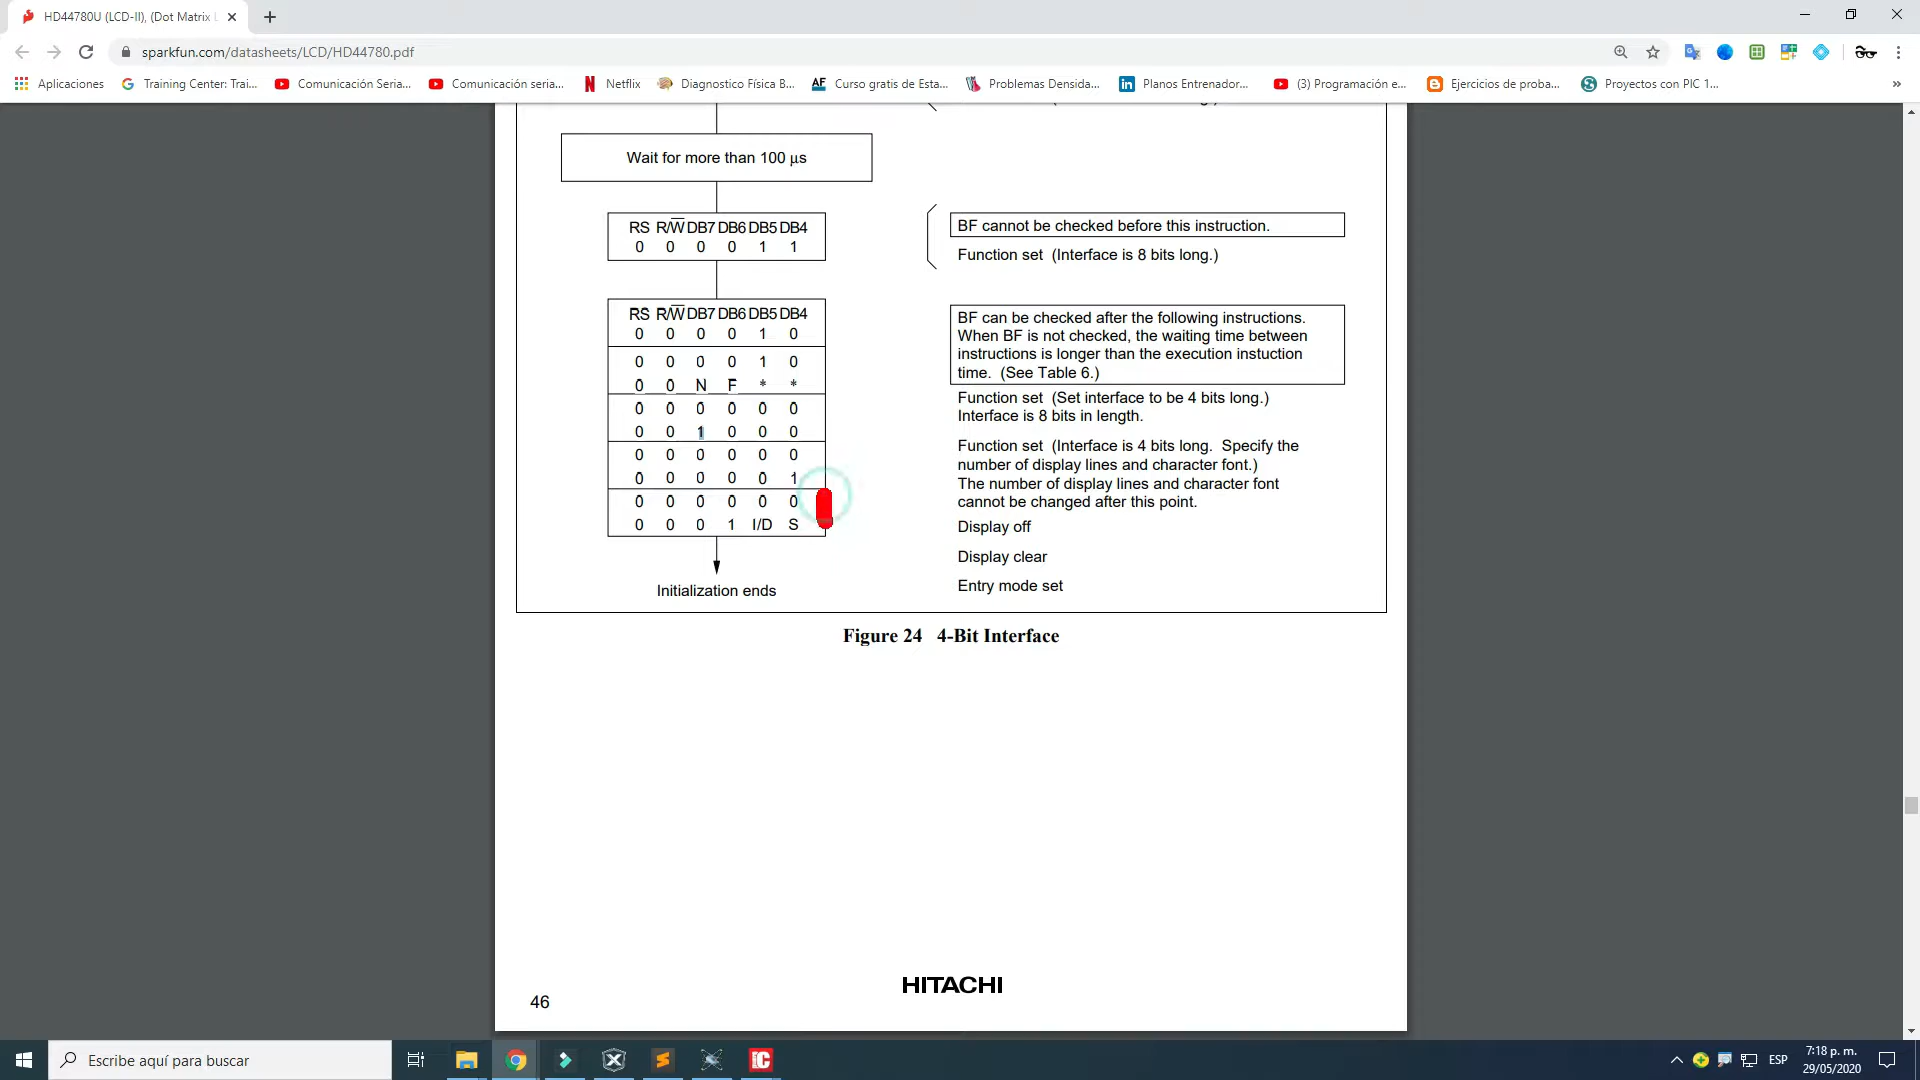 HD44780U (LCD-II), (Dot Matrix
sparkfun.com/datasheets/LCD/HD44780.pdf
Aplicaciones
Training Center: Trai...
Comunicación Seria...
Comunicación seria...
Netflix
Diagnostico Física B...
AF
Curso gratis de Esta...
Problemas Densida...
Planos Entrenador...
(3) Programación e...
Ejercicios de proba...
Proyectos con PIC 1...
»
Wait for more than 100 µs
RS R/W DB7 DB6 DB5 DB4
0 0 0 0 1 1
BF cannot be checked before this instruction.
Function set (Interface is 8 bits long.)
RS R/W DB7 DB6 DB5 DB4
0 0 0 0 1 0
0 0 0 0 1 0
0 0 N F * *
0 0 0 0 0 0
0 0 1 0 0 0
0 0 0 0 0 0
0 0 0 0 0 1
0 0 0 0 0 0
0 0 0 1 I/D S
Initialization ends
BF can be checked after the following instructions.
When BF is not checked, the waiting time between
instructions is longer than the execution instuction
time. (See Table 6.)
Function set (Set interface to be 4 bits long.)
Interface is 8 bits in length.
Function set (Interface is 4 bits long. Specify the
number of display lines and character font.)
The number of display lines and character font
cannot be changed after this point.
Display off
Display clear
Entry mode set
Figure 24 4-Bit Interface
46
HITACHI
Escribe aquí para buscar
ESP
7:18 p. m.
29/05/2020